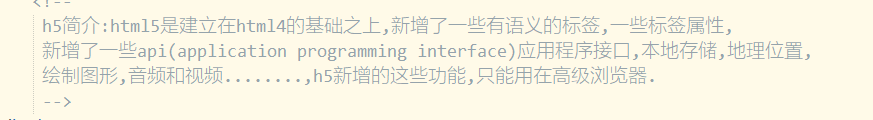 <!--
h5简介:html5是建立在html4的基础之上,新增了一些有语义的标签,一些标签属性,
新增了一些api(application programming interface)应用程序接口,本地存储,地理位置,
绘制图形,音频和视频........,h5新增的这些功能,只能用在高级浏览器.
-->